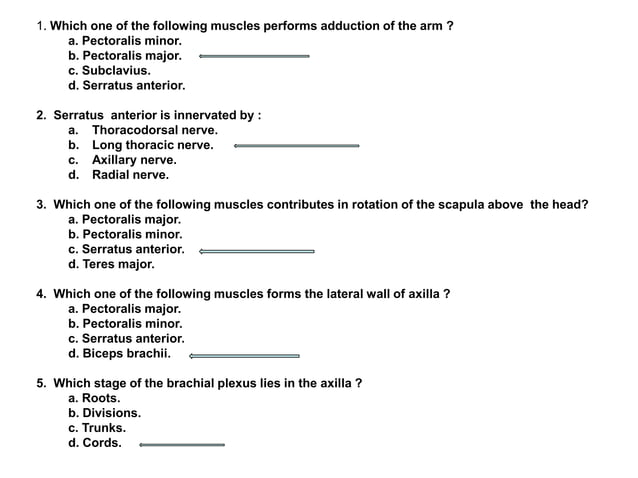 1. Which one of the following muscles performs adduction of the arm ?
a. Pectoralis minor.
b. Pectoralis major.
c. Subclavius.
d. Serratus anterior.
2. Serratus anterior is innervated by :
a. Thoracodorsal nerve.
b. Long thoracic nerve.
c. Axillary nerve.
d. Radial nerve.
3. Which one of the following muscles contributes in rotation of the scapula above the head?
a. Pectoralis major.
b. Pectoralis minor.
c. Serratus anterior.
d. Teres major.
4. Which one of the following muscles forms the lateral wall of axilla ?
a. Pectoralis major.
b. Pectoralis minor.
c. Serratus anterior.
d. Biceps brachii.
5. Which stage of the brachial plexus lies in the axilla ?
a. Roots.
b. Divisions.
c. Trunks.
d. Cords.